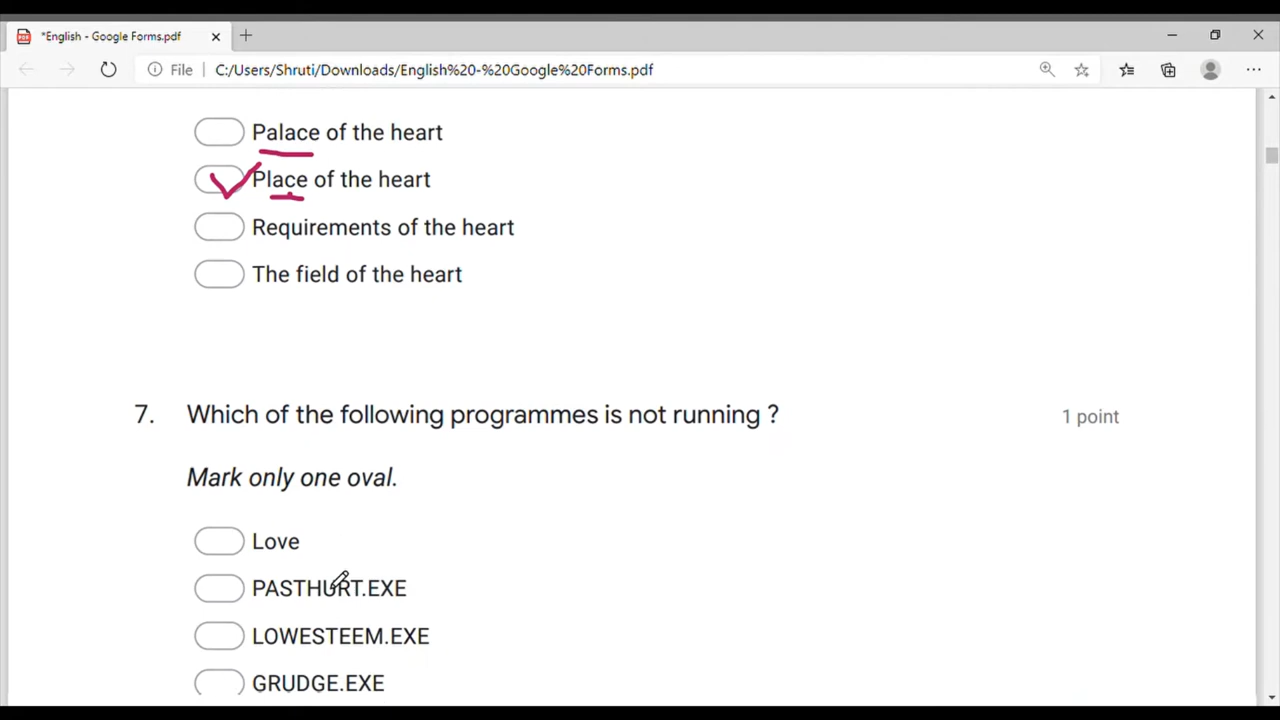 *English - Google Forms.pdf
File | C:/Users/Shruti/Downloads/English%20-%20Google%20Forms.pdf
Palace of the heart
Place of the heart
Requirements of the heart
The field of the heart
7. Which of the following programmes is not running ? 1 point
Mark only one oval.
Love
PASTHURT.EXE
LOWESTEEM.EXE
GRUDGE.EXE